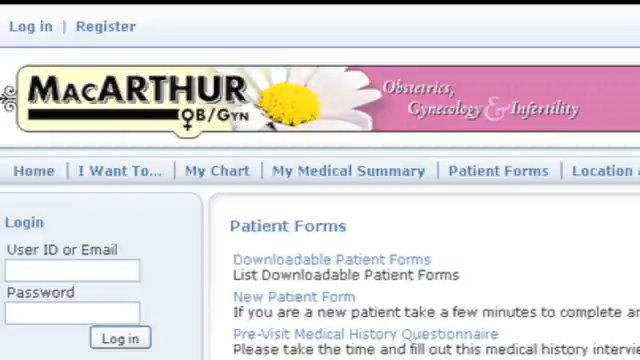 Log in | Register
MACARTHUR
OB/GYN
Obstetrics,
Gynecology & Infertility
Home | I Want To... | My Chart | My Medical Summary | Patient Forms | Location
Login
User ID or Email
Password
Log in
Patient Forms
Downloadable Patient Forms
List Downloadable Patient Forms
New Patient Form
If you are a new patient take a few minutes to complete
Pre-Visit Medical History Questionnaire
Please take the time and fill out this medical history